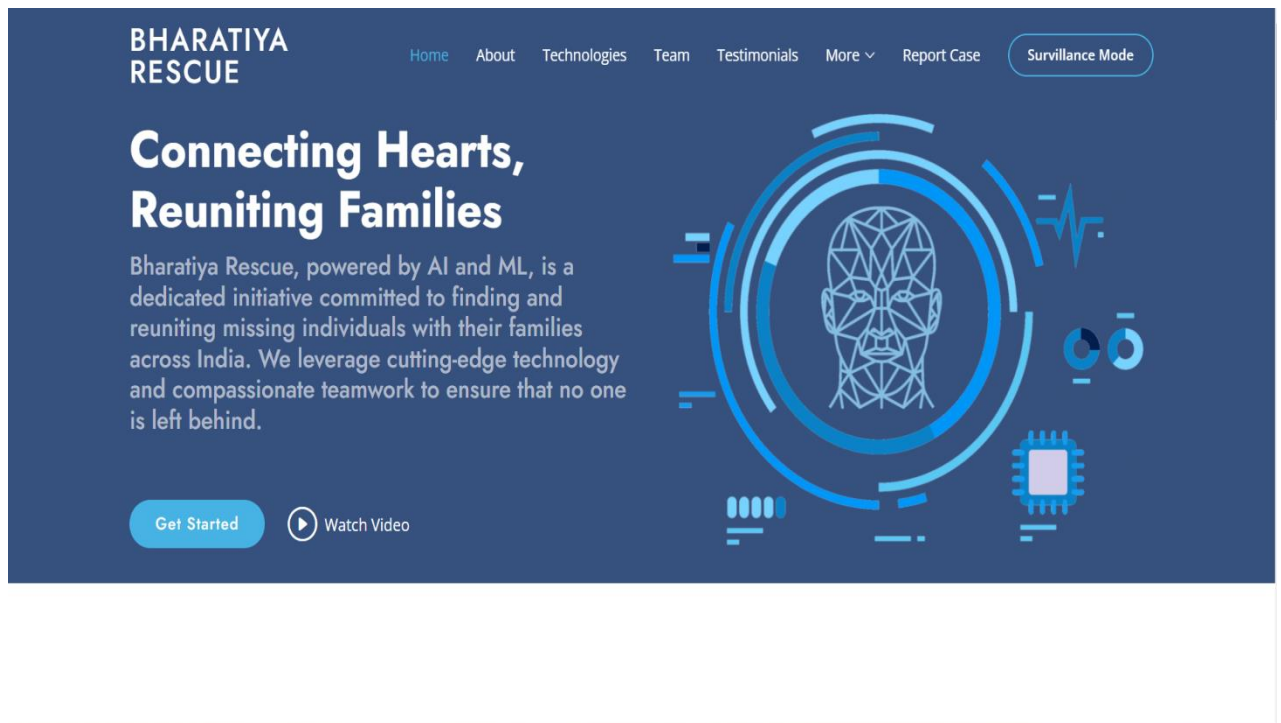 BHARATIYA
RESCUE
Home About Technologies Team Testimonials More Report Case Survillance Mode
Connecting Hearts,
Reuniting Families
Bharatiya Rescue, powered by AI and ML, is a
dedicated initiative committed to finding and
reuniting missing individuals with their families
across India. We leverage cutting-edge technology
and compassionate teamwork to ensure that no one
is left behind.
Get Started Watch Video